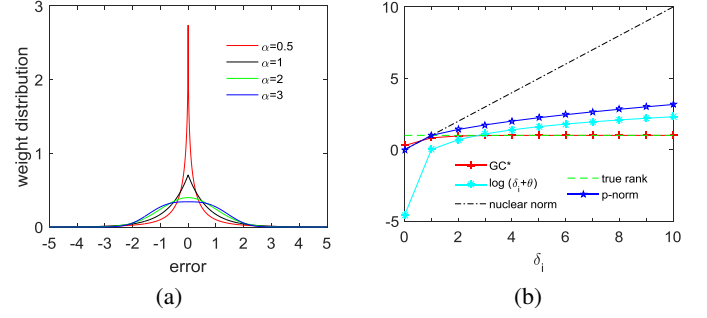 3
2
1
0
-5 -4 -3 -2 -1 0 1 2 3 4 5
weight distribution
error
α=0.5
α=1
α=2
α=3
(a)
10
5
0
-5
0 2 4 6 8 10
δi
GC*
log (δi+θ)
nuclear norm
true rank
p-norm
(b)